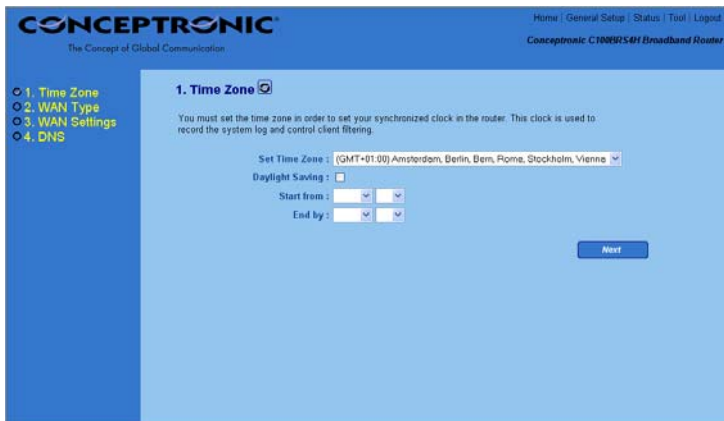 CONCEPTRONIC
The Concept of Global Communication
Home | General Setup | Status | Tool | Logout
Conceptronic C100BRS4H Broadband Router
1. Time Zone
2. WAN Type
3. WAN Settings
4. DNS
1. Time Zone
You must set the time zone in order to set your synchronized clock in the router. This clock is used to
record the system log and control client filtering.
Set Time Zone : (GMT+01:00) Amsterdam, Berlin, Bern, Rome, Stockholm, Vienna
Daylight Saving :
Start from :
End by :
Next